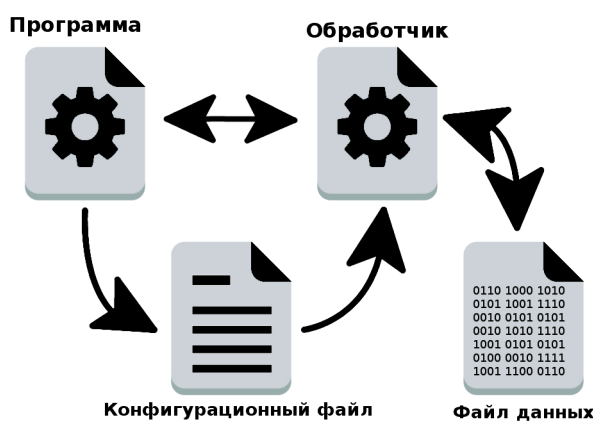 Программа
Обработчик
0110 1000 1010
0101 1001 1110
0010 0101 0101
0010 1010 1110
1001 0101 0101
0100 0010 1111
1001 1100 0110
Конфигурационный файл
Файл данных